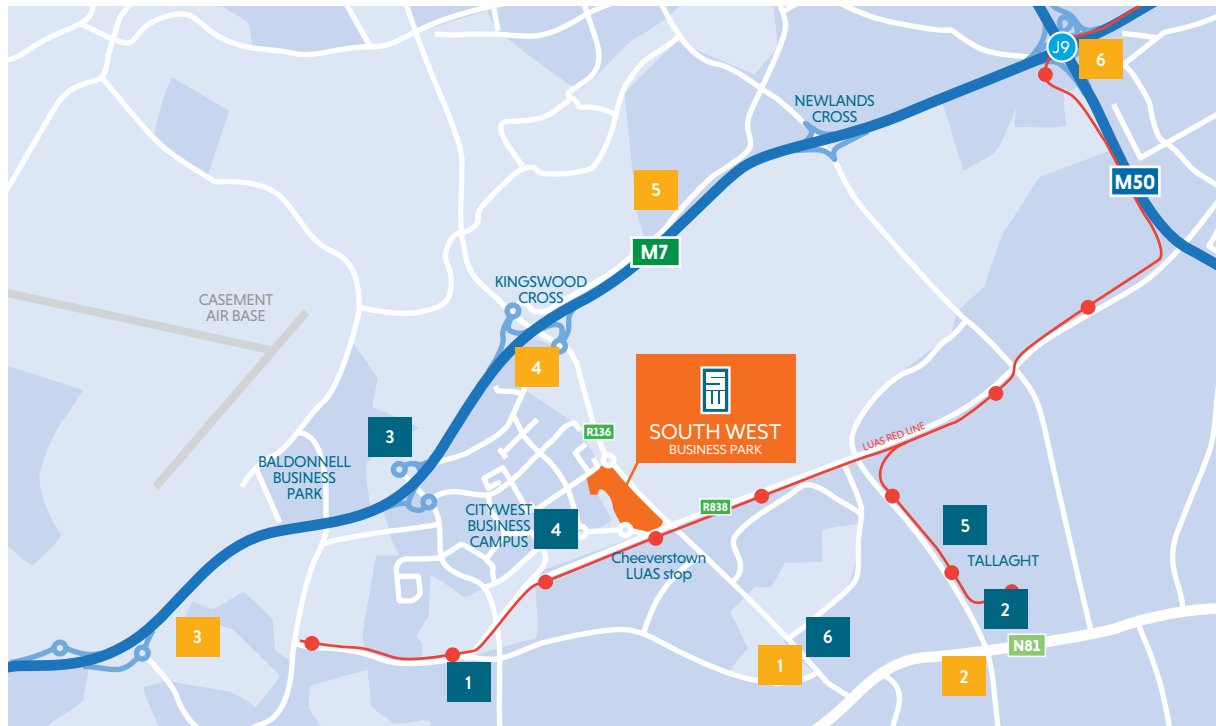 J9
6
NEWLANDS
CROSS
M50
5
M7
KINGSWOOD
CROSS
CASEMENT
AIR BASE
4
SOUTH WEST
BUSINESS PARK
R136
3
LUAS RED LINE
BALDONNELL
BUSINESS
PARK
CITYWEST
BUSINESS
CAMPUS
4
R838
5
Cheeverstown
LUAS stop
TALLAGHT
2
3
6
N81
1
1
2